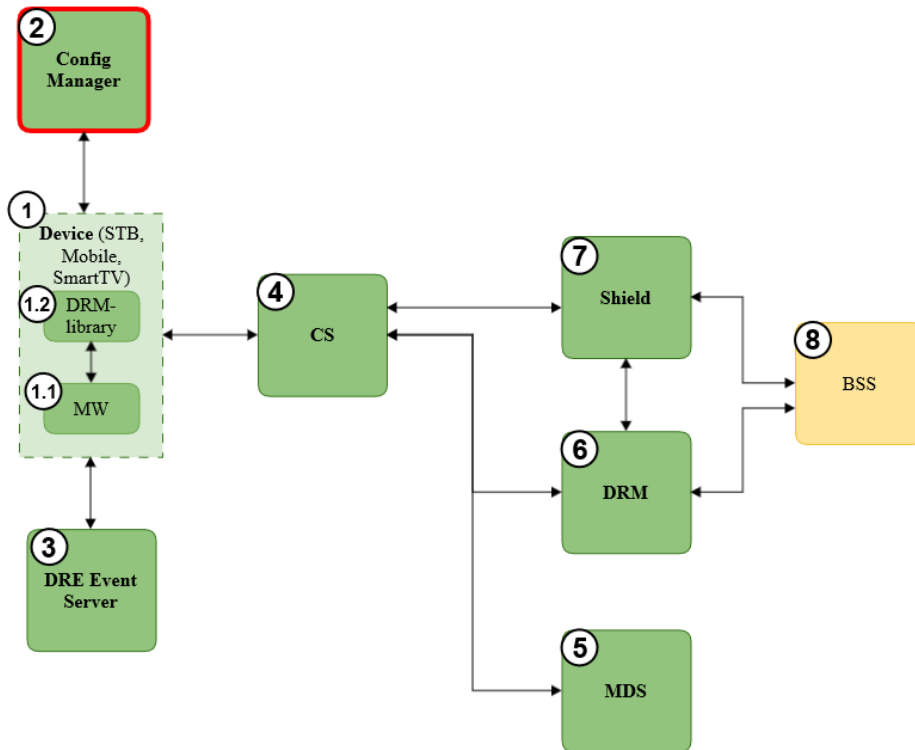 2
Config
Manager
1
Device (STB,
Mobile,
SmartTV)
1.2
DRM-
library
1.1
MW
3
DRE Event
Server
4
CS
7
Shield
6
DRM
5
MDS
8
BSS